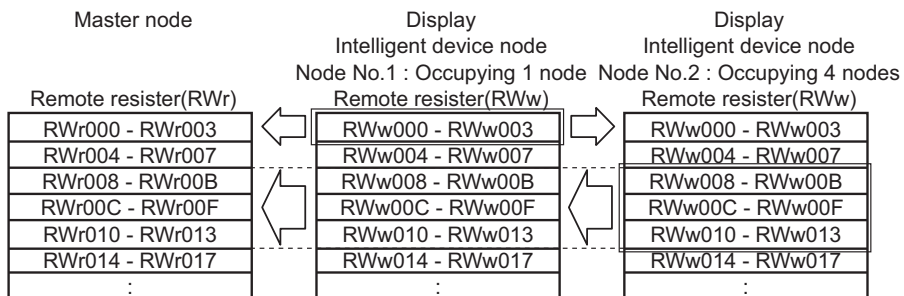 Master node Display Display
Intelligent device node Intelligent device node
Node No.1 : Occupying 1 node Node No.2 : Occupying 4 nodes
Remote resister(RWr) Remote resister(RWw) Remote resister(RWw)
RWr000 - RWr003 RWw000 - RWw003 RWw000 - RWw003
RWr004 - RWr007 RWw004 - RWw007 RWw004 - RWw007
RWr008 - RWr00B RWw008 - RWw00B RWw008 - RWw00B
RWr00C - RWr00F RWw00C - RWw00F RWw00C - RWw00F
RWr010 - RWr013 RWw010 - RWw013 RWw010 - RWw013
RWr014 - RWr017 RWw014 - RWw017 RWw014 - RWw017
: : :